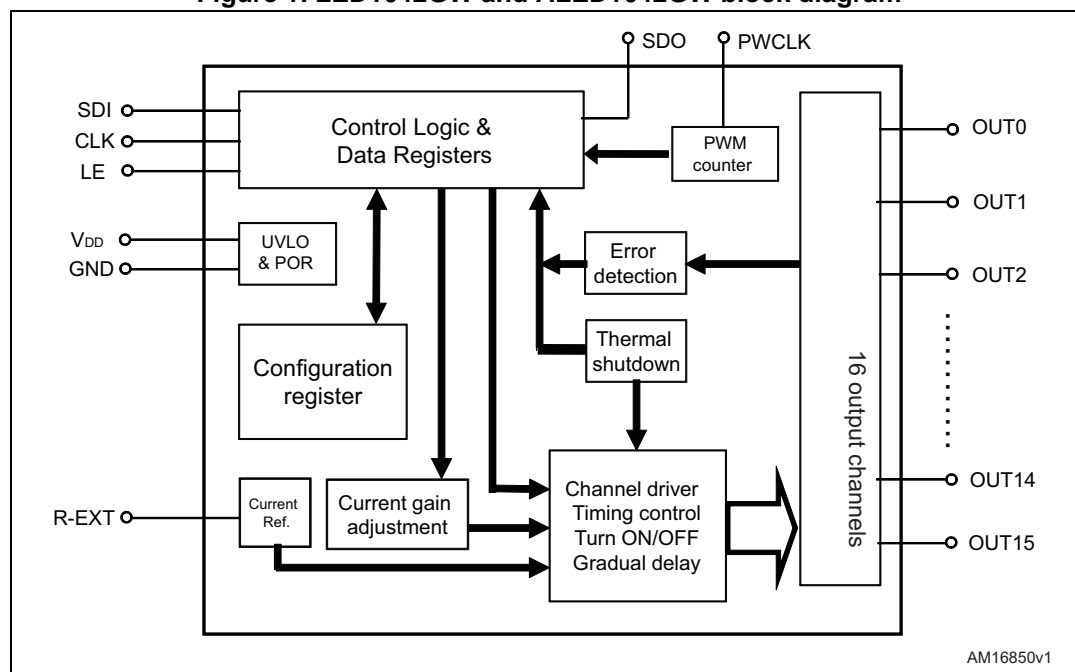 SDO
PWCLK
SDI
CLK
LE
Control Logic &
Data Registers
PWM
counter
OUT0
OUT1
OUT2
VDD
GND
UVLO
& POR
Error
detection
Thermal
shutdown
Configuration
register
16 output channels
R-EXT
Current
Ref.
Current gain
adjustment
Channel driver
Timing control
Turn ON/OFF
Gradual delay
OUT14
OUT15
AM16850v1